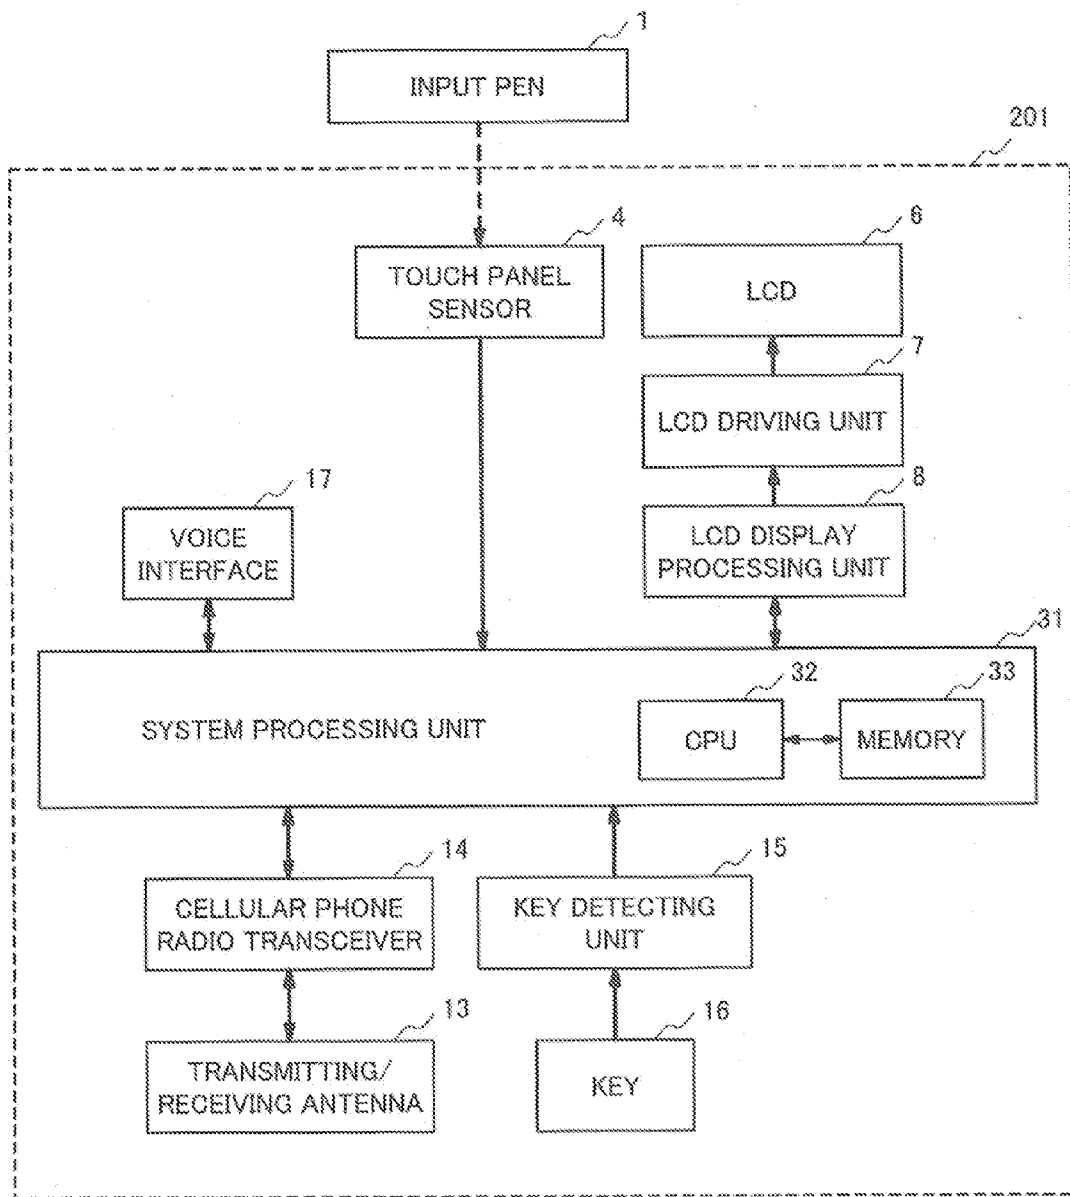 1
INPUT PEN
201
4
TOUCH PANEL
SENSOR
6
LCD
7
LCD DRIVING UNIT
8
LCD DISPLAY
PROCESSING UNIT
17
VOICE
INTERFACE
31
SYSTEM PROCESSING UNIT
32
CPU
33
MEMORY
14
CELLULAR PHONE
RADIO TRANSCEIVER
15
KEY DETECTING
UNIT
13
TRANSMITTING/
RECEIVING ANTENNA
16
KEY